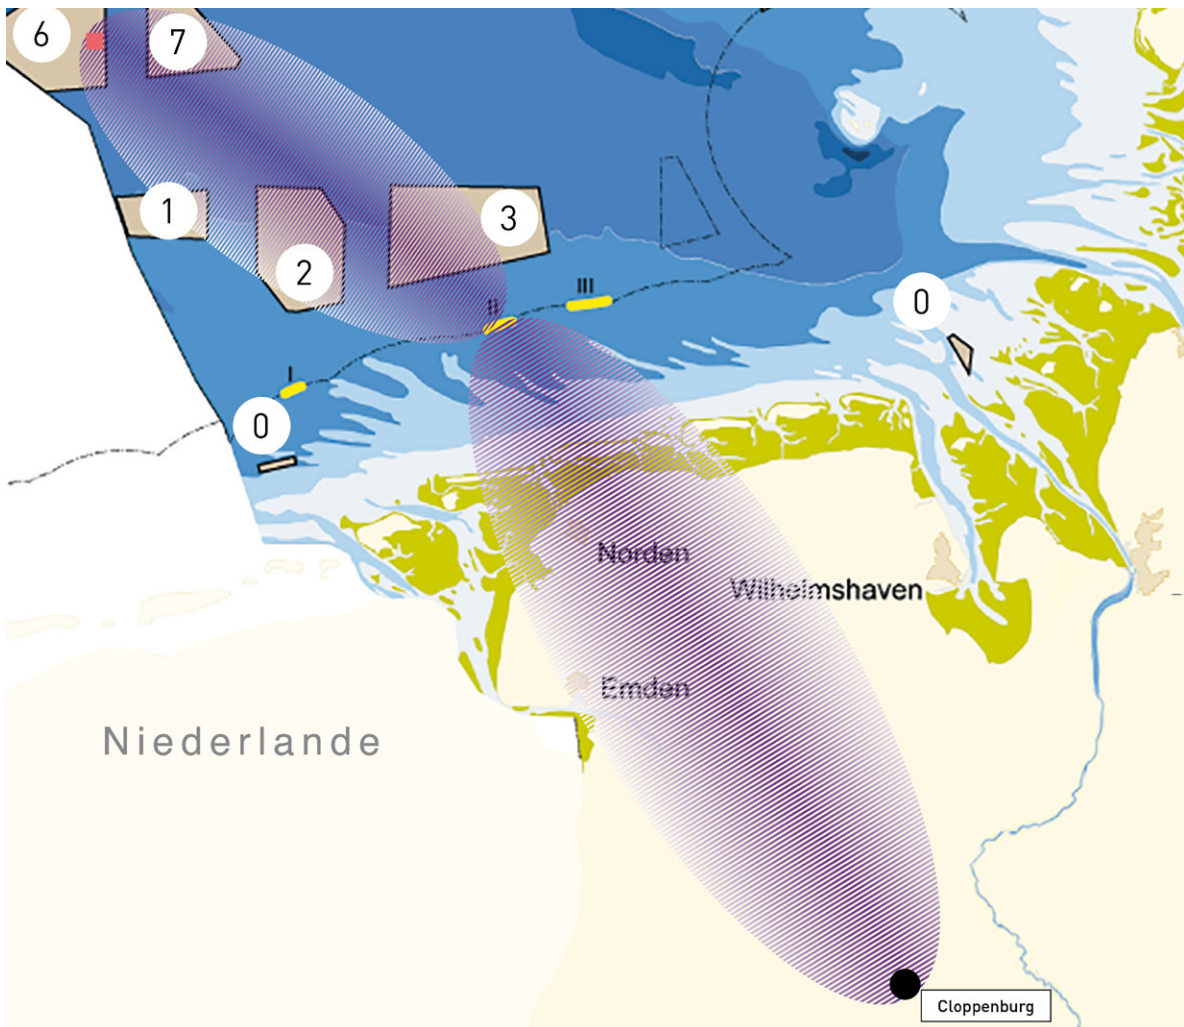 6
7
1
2
3
0
II
III
I
0
Norden
Wilhelmshaven
Emden
Niederlande
Cloppenburg